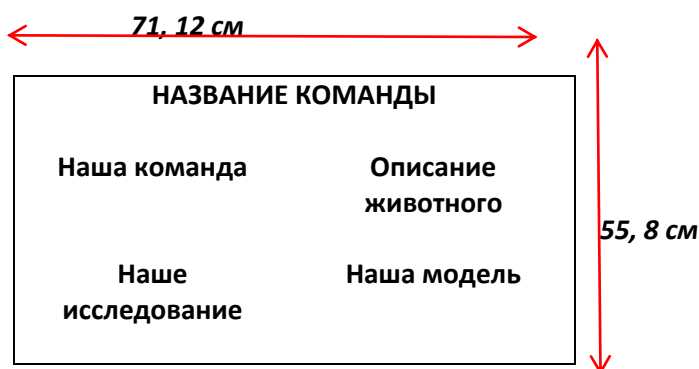 71, 12 см
НАЗВАНИЕ КОМАНДЫ
Наша команда
Описание
животного
55, 8 см
Наше
исследование
Наша модель